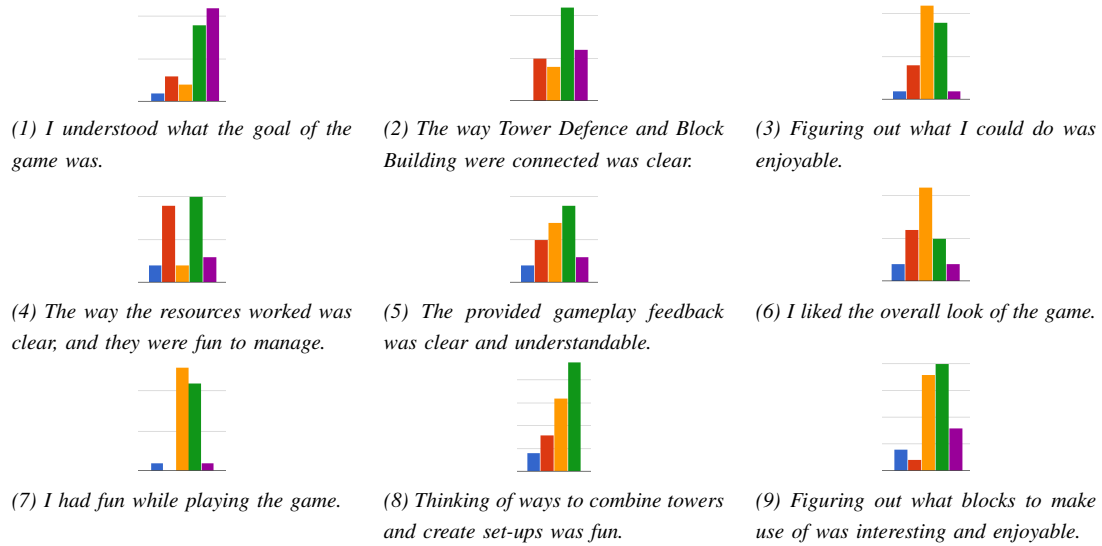 (1) I understood what the goal of the
game was.
(2) The way Tower Defence and Block
Building were connected was clear.
(3) Figuring out what I could do was
enjoyable.
(4) The way the resources worked was
clear, and they were fun to manage.
(5) The provided gameplay feedback
was clear and understandable.
(6) I liked the overall look of the game.
(7) I had fun while playing the game.
(8) Thinking of ways to combine towers
and create set-ups was fun.
(9) Figuring out what blocks to make
use of was interesting and enjoyable.